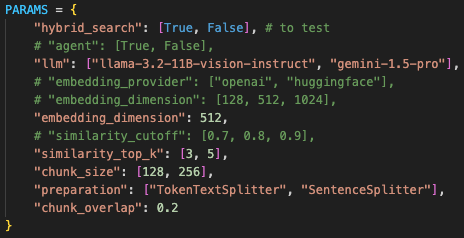 PARAMS = {
    "hybrid_search": [True, False], # to test
    # "agent": [True, False],
    "llm": ["llama-3.2-11B-vision-instruct", "gemini-1.5-pro"],
    # "embedding_provider": ["openai", "huggingface"],
    # "embedding_dimension": [128, 512, 1024],
    "embedding_dimension": 512,
    # "similarity_cutoff": [0.7, 0.8, 0.9],
    "similarity_top_k": [3, 5],
    "chunk_size": [128, 256],
    "preparation": ["TokenTextSplitter", "SentenceSplitter"],
    "chunk_overlap": 0.2
}